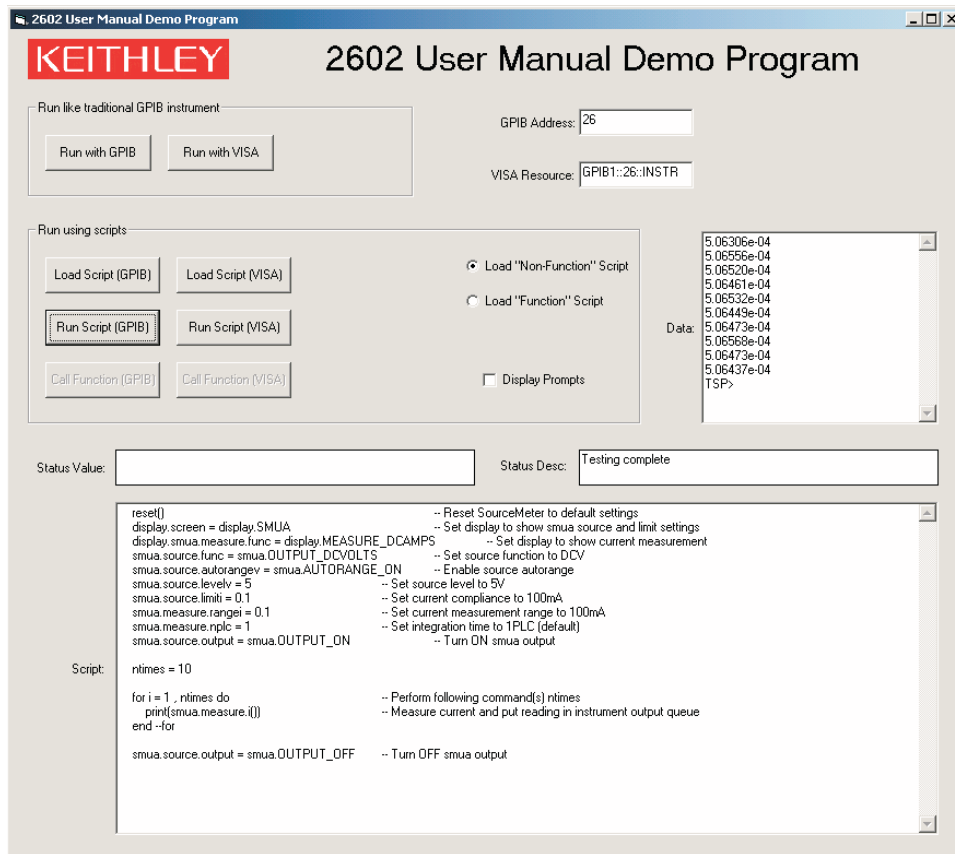 2602 User Manual Demo Program
KEITHLEY
2602 User Manual Demo Program
Run like traditional GPIB instrument
Run with GPIB
Run with VISA
GPIB Address: 26
VISA Resource: GPIB1::26::INSTR
Run using scripts
Load Script (GPIB)
Load Script (VISA)
Run Script (GPIB)
Run Script (VISA)
Call Function (GPIB)
Call Function (VISA)
Load "Non-Function" Script
Load "Function" Script
Display Prompts
Data:
5.06306e-04
5.06556e-04
5.06520e-04
5.06461e-04
5.06532e-04
5.06449e-04
5.06473e-04
5.06568e-04
5.06473e-04
5.06437e-04
TSP>
Status Value:
Status Desc: Testing complete
Script:
reset() -- Reset SourceMeter to default settings
display.screen = display.SMUA -- Set display to show smua source and limit settings
display.smua.measure.func = display.MEASURE_DCAMPS -- Set display to show current measurement
smua.source.func = smua.OUTPUT_DCVOLTS -- Set source function to DCV
smua.source.autorangev = smua.AUTORANGE_ON -- Enable source autorange
smua.source.levelv = 5 -- Set source level to 5V
smua.source.limiti = 0.1 -- Set current compliance to 100mA
smua.measure.rangei = 0.1 -- Set current measurement range to 100mA
smua.measure.nplc = 1 -- Set integration time to 1PLC (default)
smua.source.output = smua.OUTPUT_ON -- Turn ON smua output
ntimes = 10
for i = 1 , ntimes do -- Perform following command(s) ntimes
print(smua.measure.i()) -- Measure current and put reading in instrument output queue
end --for
smua.source.output = smua.OUTPUT_OFF -- Turn OFF smua output